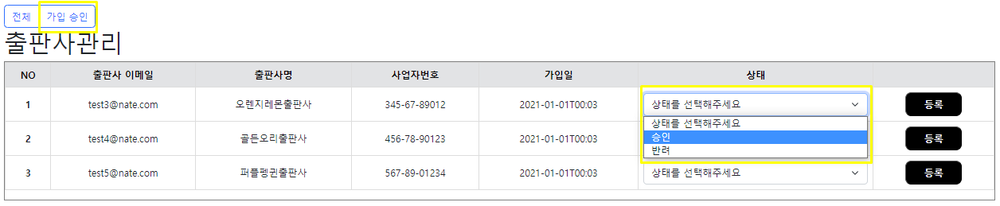 전체 가입 승인
출판사관리
NO 출판사 이메일 출판사명 사업자번호 가입일 상태
1 test3@nate.com 오렌지레몬출판사 345-67-89012 2021-01-01T00:03 상태를 선택해주세요 등록
상태를 선택해주세요
승인
반려
2 test4@nate.com 골든오리출판사 456-78-90123 2021-01-01T00:03 등록
3 test5@nate.com 퍼플펭귄출판사 567-89-01234 2021-01-01T00:03 상태를 선택해주세요 등록